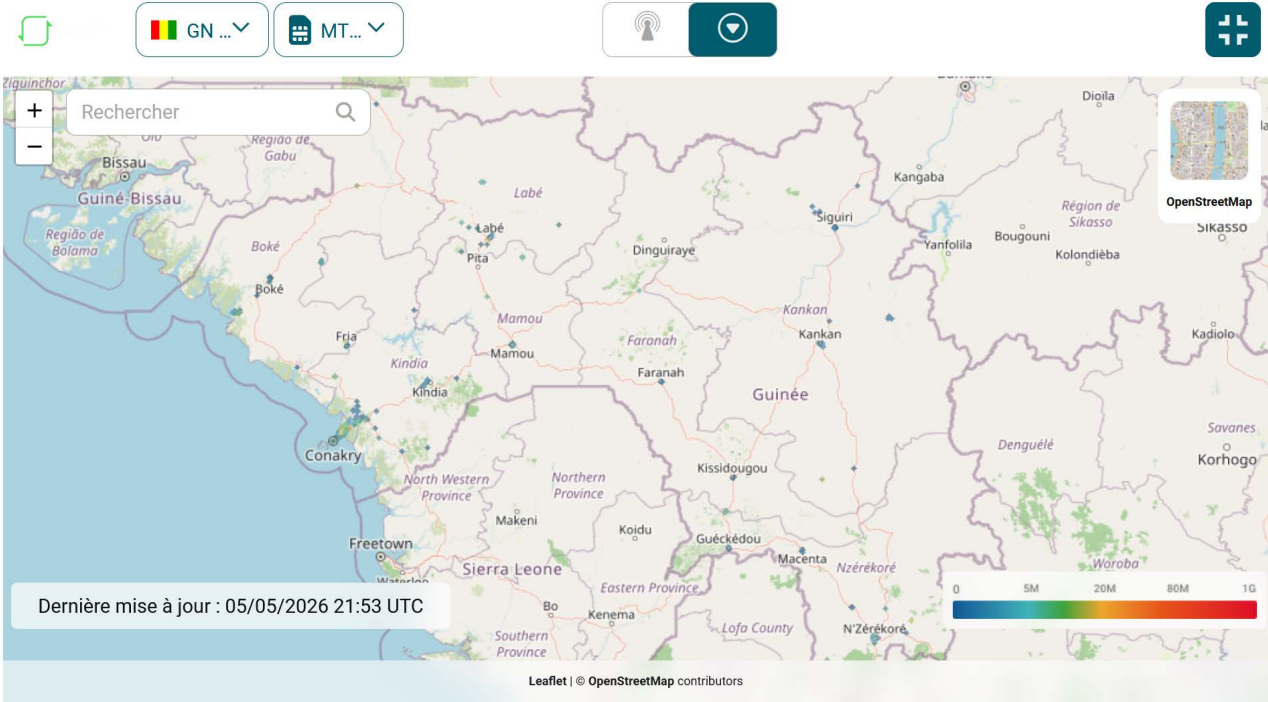 GN ...
MT...
Ziguinchor
+
Rechercher
−
Dioïla
Região de
Gabu
Bissau
Guiné-Bissau
Kangaba
OpenStreetMap
Labé
Região de
Bolama
Labé
Siguiri
Région de
Sikasso
Sikasso
Bougouni
Boké
Pita
Dinguiraye
Yanfolila
Kolondièba
Boké
Kankan
Mamou
Fria
Faranah
Kankan
Kadiolo
Kindia
Mamou
Faranah
Kindia
Guinée
Savanes
Conakry
Denguélé
Korhogo
Kissidougou
North Western
Province
Northern
Province
Makeni
Koidu
Guéckédou
Freetown
Macenta
Nzérékoré
Woroba
Sierra Leone
Waterloo
Eastern Province
0 5M 20M 80M 1G
Dernière mise à jour : 05/05/2026 21:53 UTC
Bo
Kenema
Lofa County
N'Zérékoré
Southern
Province
Leaflet | © OpenStreetMap contributors